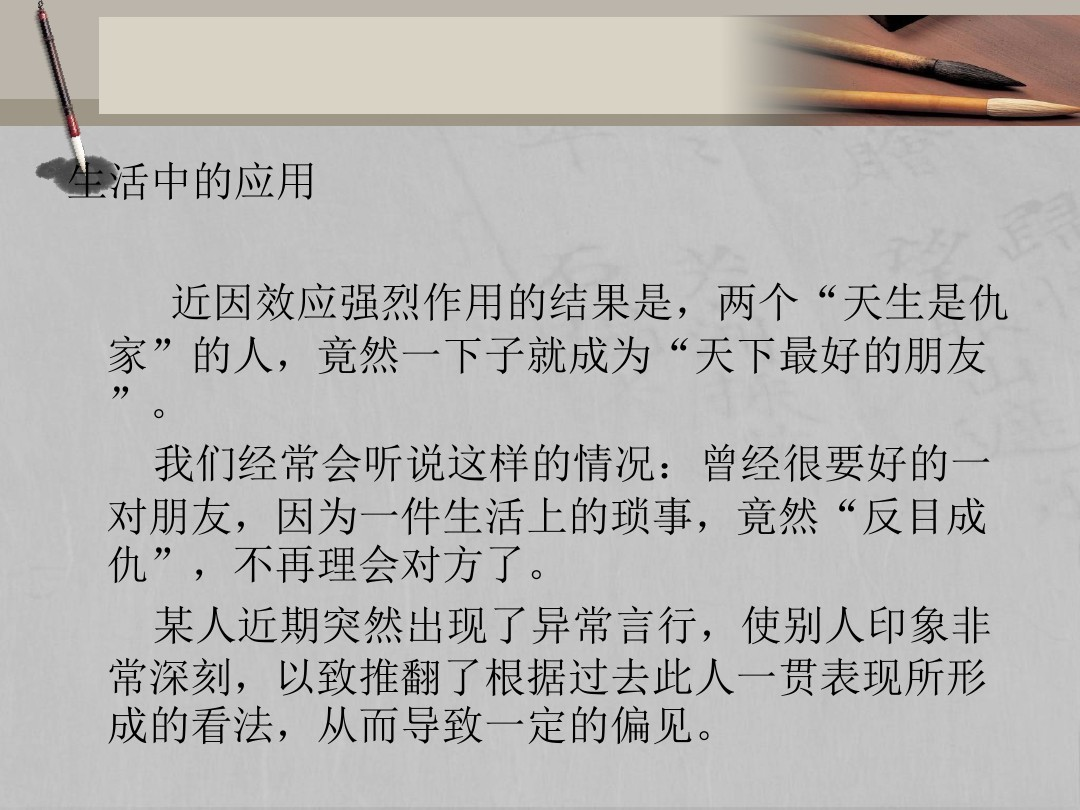 生活中的应用
近因效应强烈作用的结果是，两个“天生是仇
家”的人，竟然一下子就成为“天下最好的朋友
”。
我们经常会听说这样的情况：曾经很要好的一
对朋友，因为一件生活上的琐事，竟然“反目成
仇”，不再理会对方了。
某人近期突然出现了异常言行，使别人印象非
常深刻，以致推翻了根据过去此人一贯表现所形
成的看法，从而导致一定的偏见。